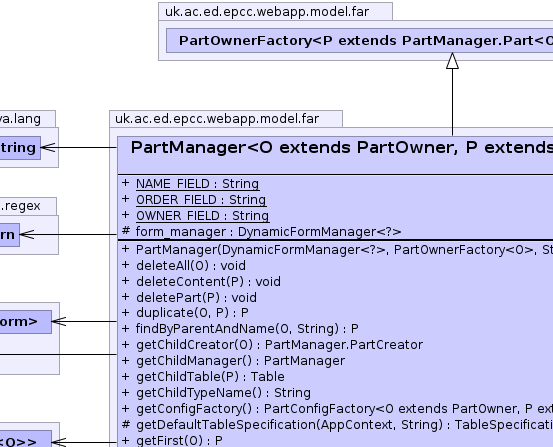 uk.ac.ed.epcc.webapp.model.far
PartOwnerFactory<P extends PartManager.Part<O
va.lang
tring
uk.ac.ed.epcc.webapp.model.far
PartManager<O extends PartOwner, P extends
+ NAME_FIELD : String
+ ORDER_FIELD : String
+ OWNER_FIELD : String
# form_manager : DynamicFormManager<?>
.regex
rn
+ PartManager(DynamicFormManager<?>, PartOwnerFactory<O>, St
+ deleteAll(O) : void
+ deleteContent(P) : void
+ deletePart(P) : void
+ duplicate(O, P) : P
orm>
+ findByParentAndName(O, String) : P
+ getChildCreator(O) : PartManager.PartCreator
+ getChildManager() : PartManager
+ getChildTable(P) : Table
+ getChildTypeName() : String
+ getConfigFactory() : PartConfigFactory<O extends PartOwner, P ext
# getDefaultTableSpecification(AppContext, String) : TableSpecificati
+ getFirst(O) : P
<O>>